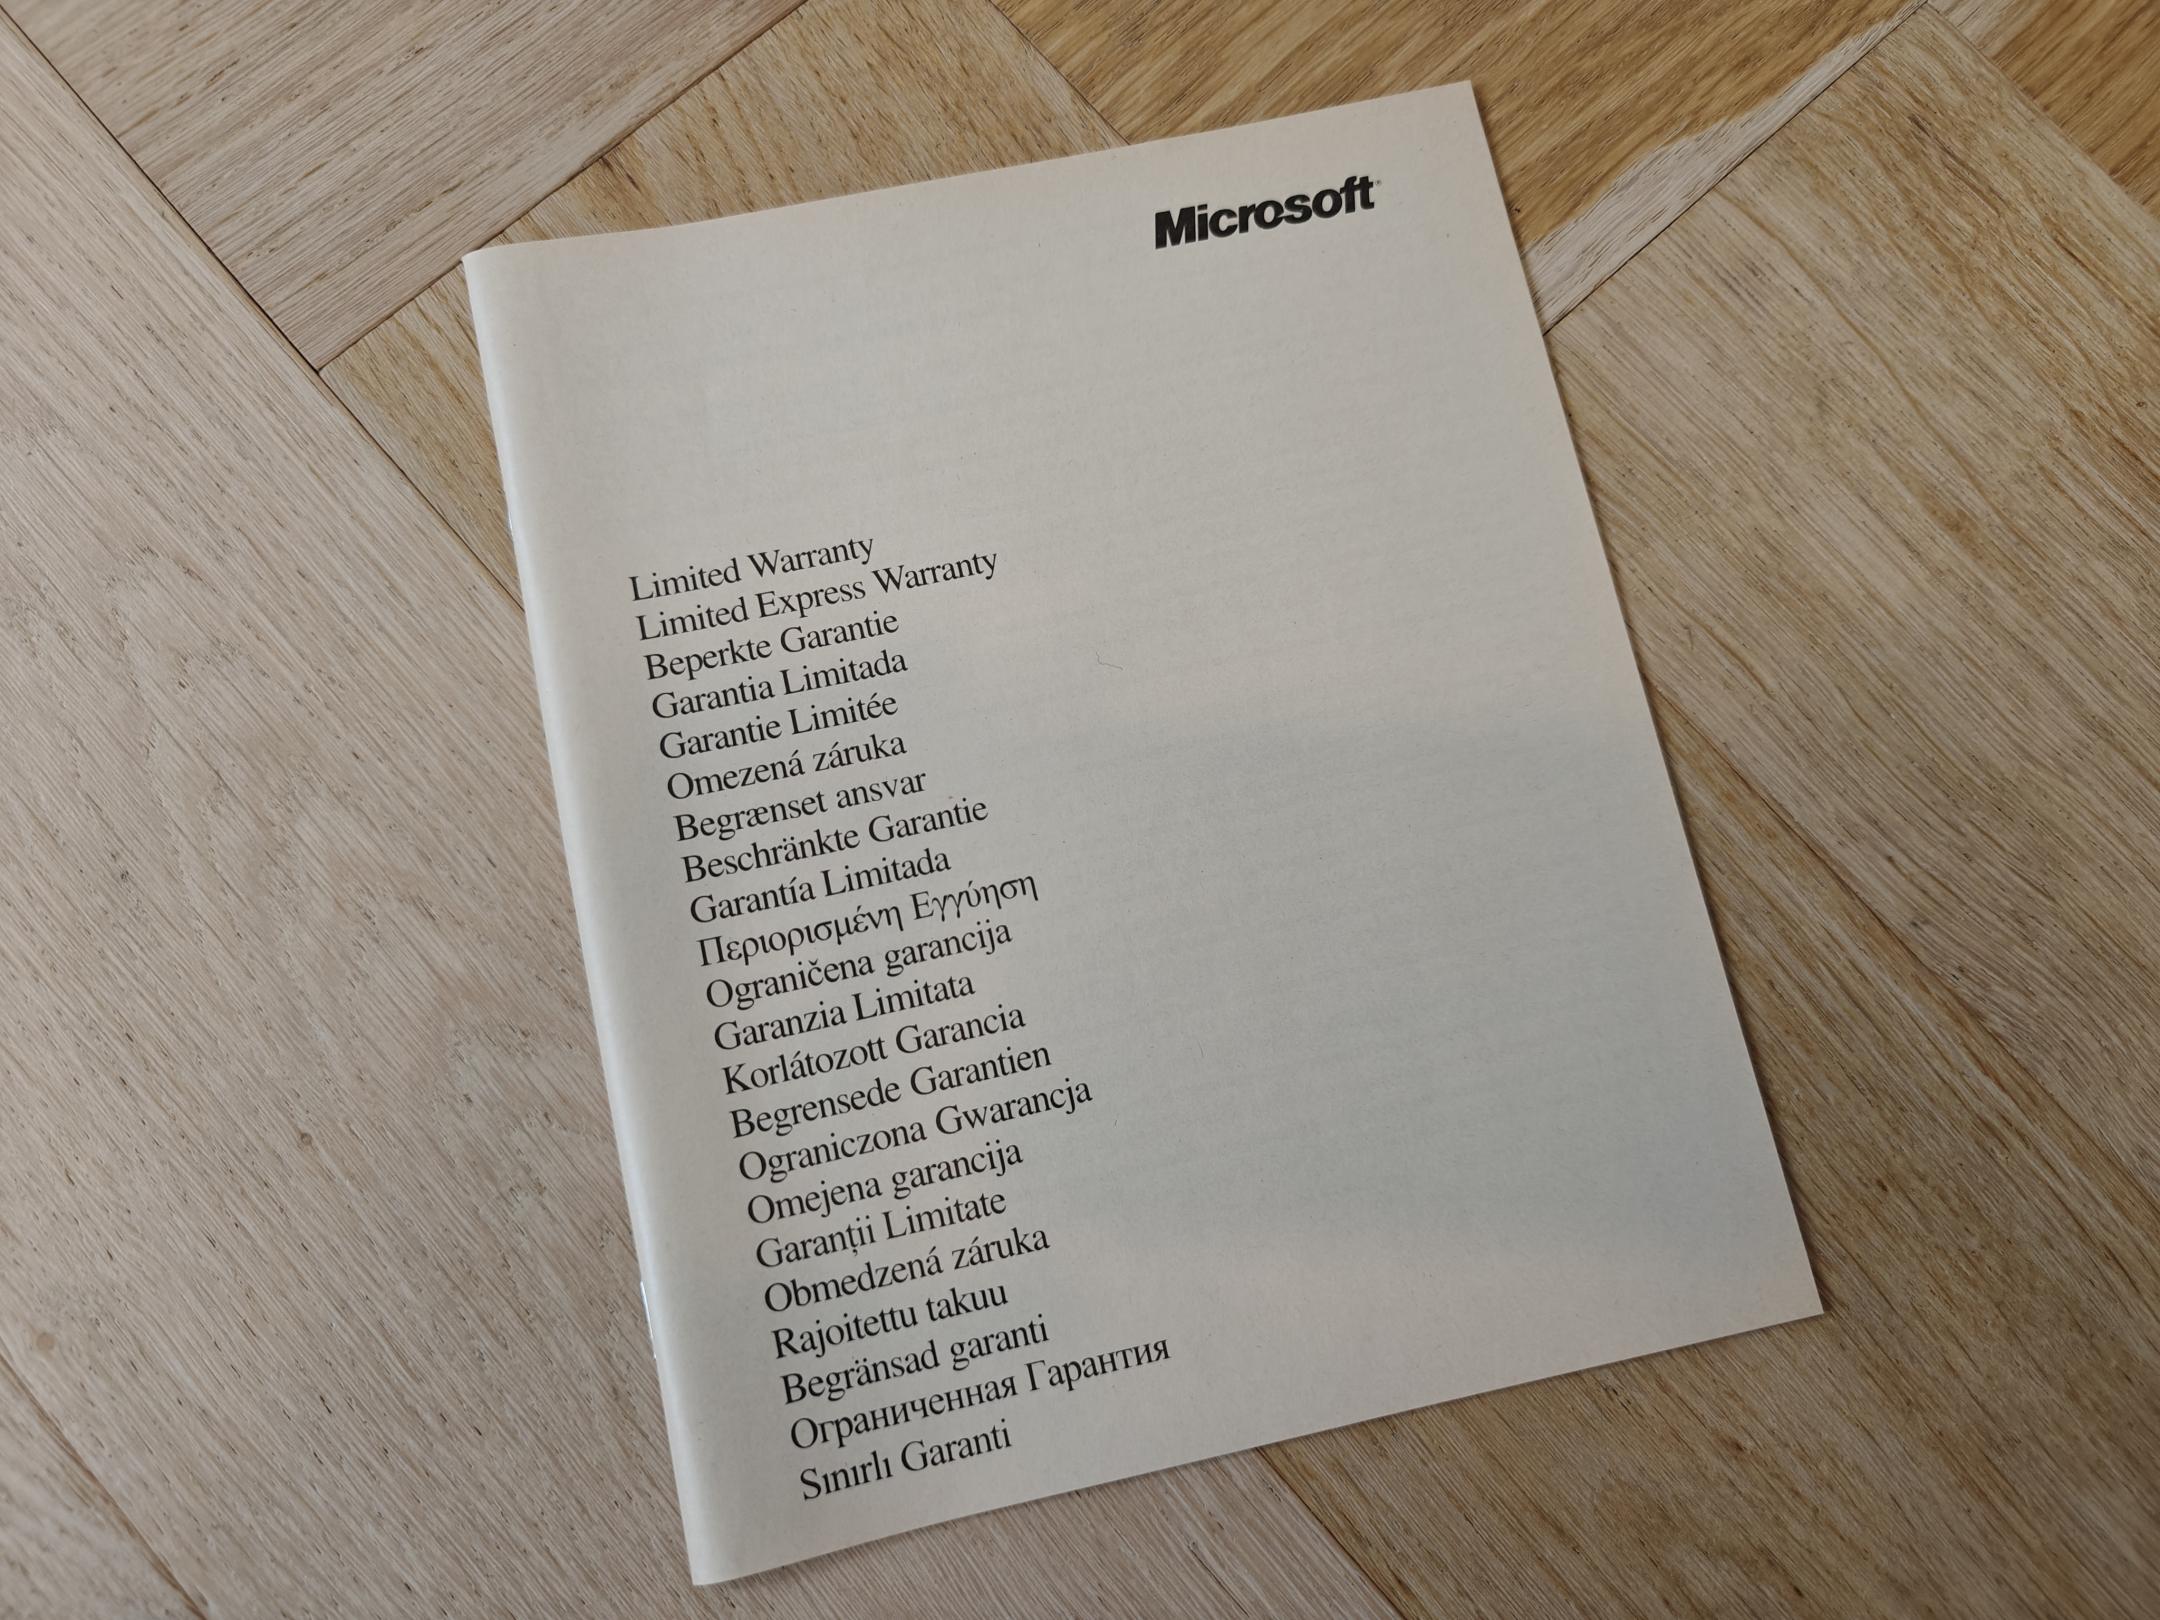 Microsoft®
Limited Warranty
Limited Express Warranty
Beperkte Garantie
Garantia Limitada
Garantie Limitée
Omezená záruka
Begrænset ansvar
Beschränkte Garantie
Garantía Limitada
Περιορισμένη Εγγύηση
Ograničena garancija
Garanzia Limitata
Korlátozott Garancia
Begrensede Garantien
Ograniczona Gwarancja
Omejena garancija
Garanții Limitate
Obmedzená záruka
Rajoitettu takuu
Begränsad garanti
Ограниченная Гарантия
Sınırlı Garanti